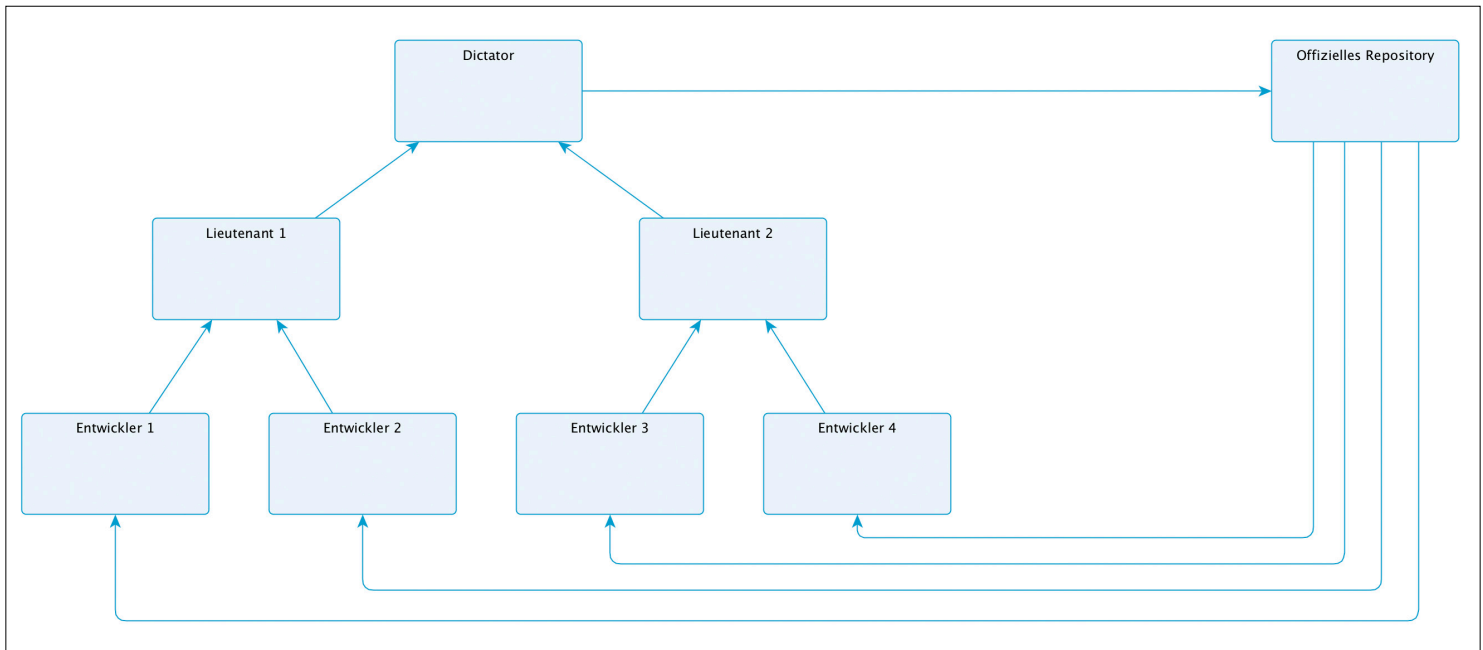 Dictator
Offizielles Repository
Lieutenant 1
Lieutenant 2
Entwickler 1
Entwickler 2
Entwickler 3
Entwickler 4